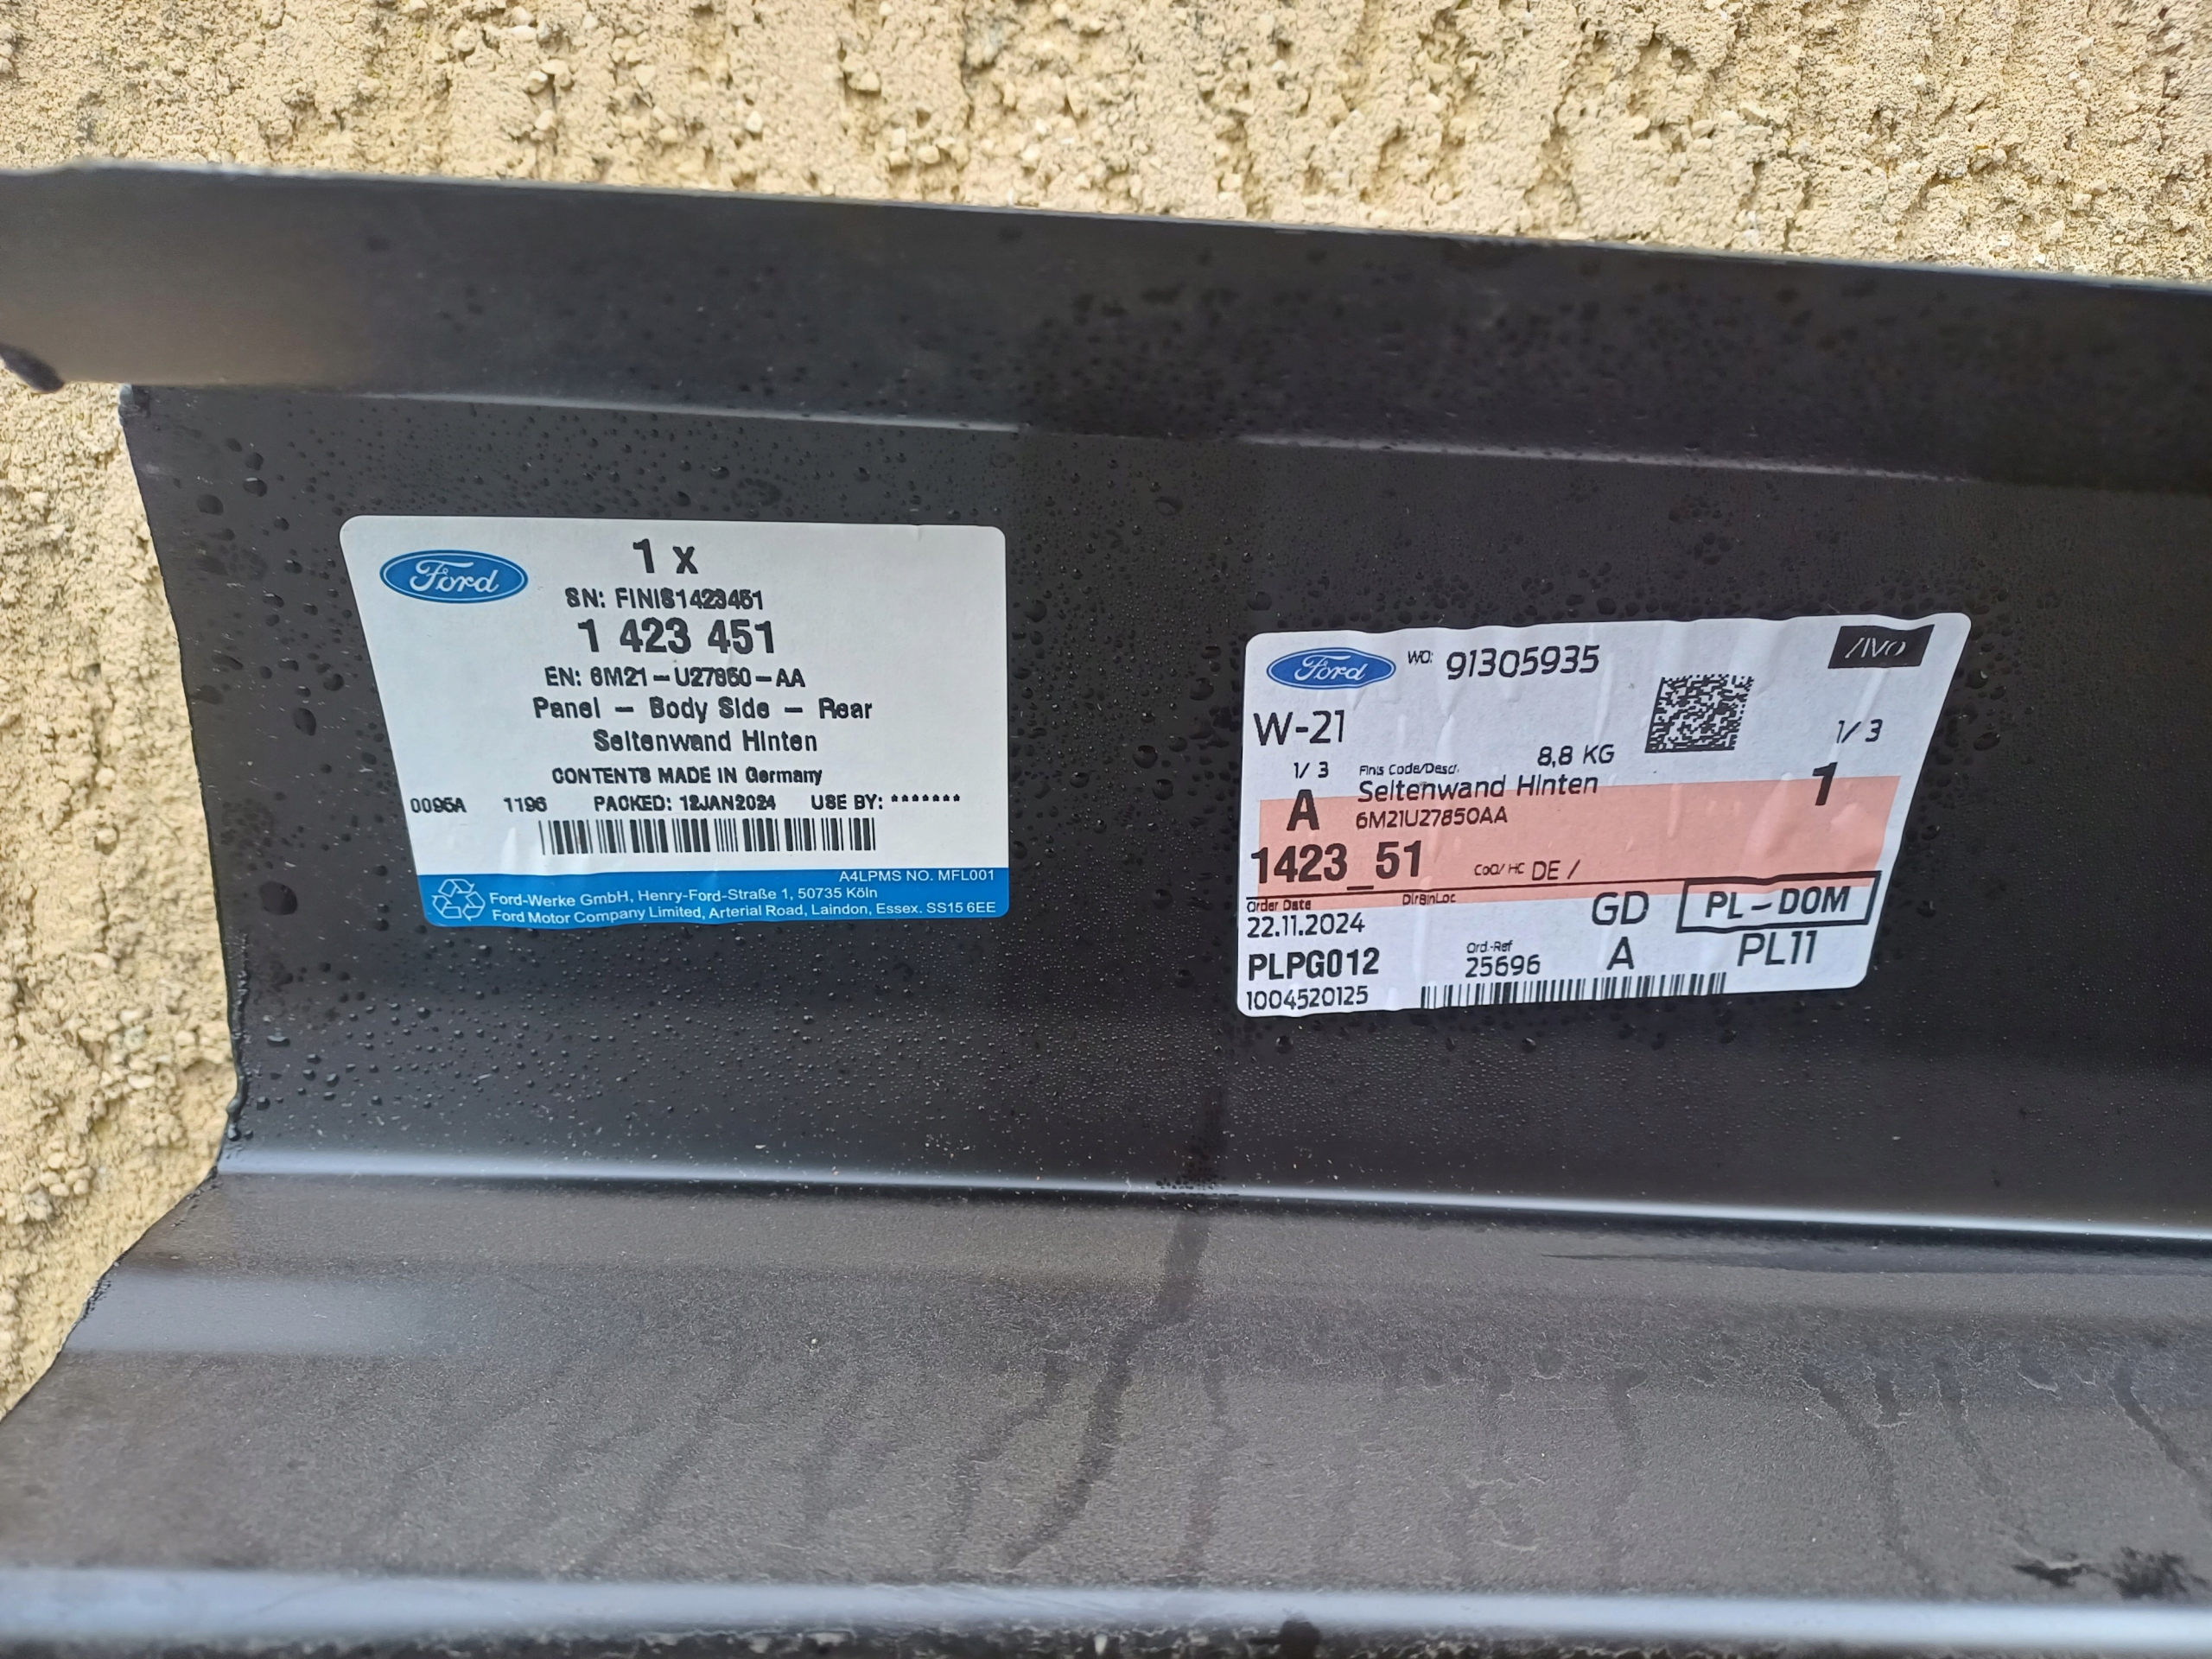 Ford
1 x
SN: FINIS1423451
1 423 451
EN: 6M21-U27850-AA
Panel - Body Side - Rear
Seitenwand Hinten
CONTENTS MADE IN Germany
0095A 1196 PACKED: 12JAN2024 USE BY: *******
A4LPMS NO. MFL001
Ford-Werke GmbH, Henry-Ford-Straße 1, 50735 Köln
Ford Motor Company Limited, Arterial Road, Laindon, Essex. SS15 6EE
Ford WO: 91305935
W-21
8,8 KG 1/ 3
1/ 3 Finis Code/Descr.
A Seitenwand Hinten 1
6M21U27850AA
1423_51 CoO/ HC DE /
Order Date DirBinLoc GD PL-DOM
22.11.2024
PLPG012 Ord.-Ref A PL11
25696
1004520125